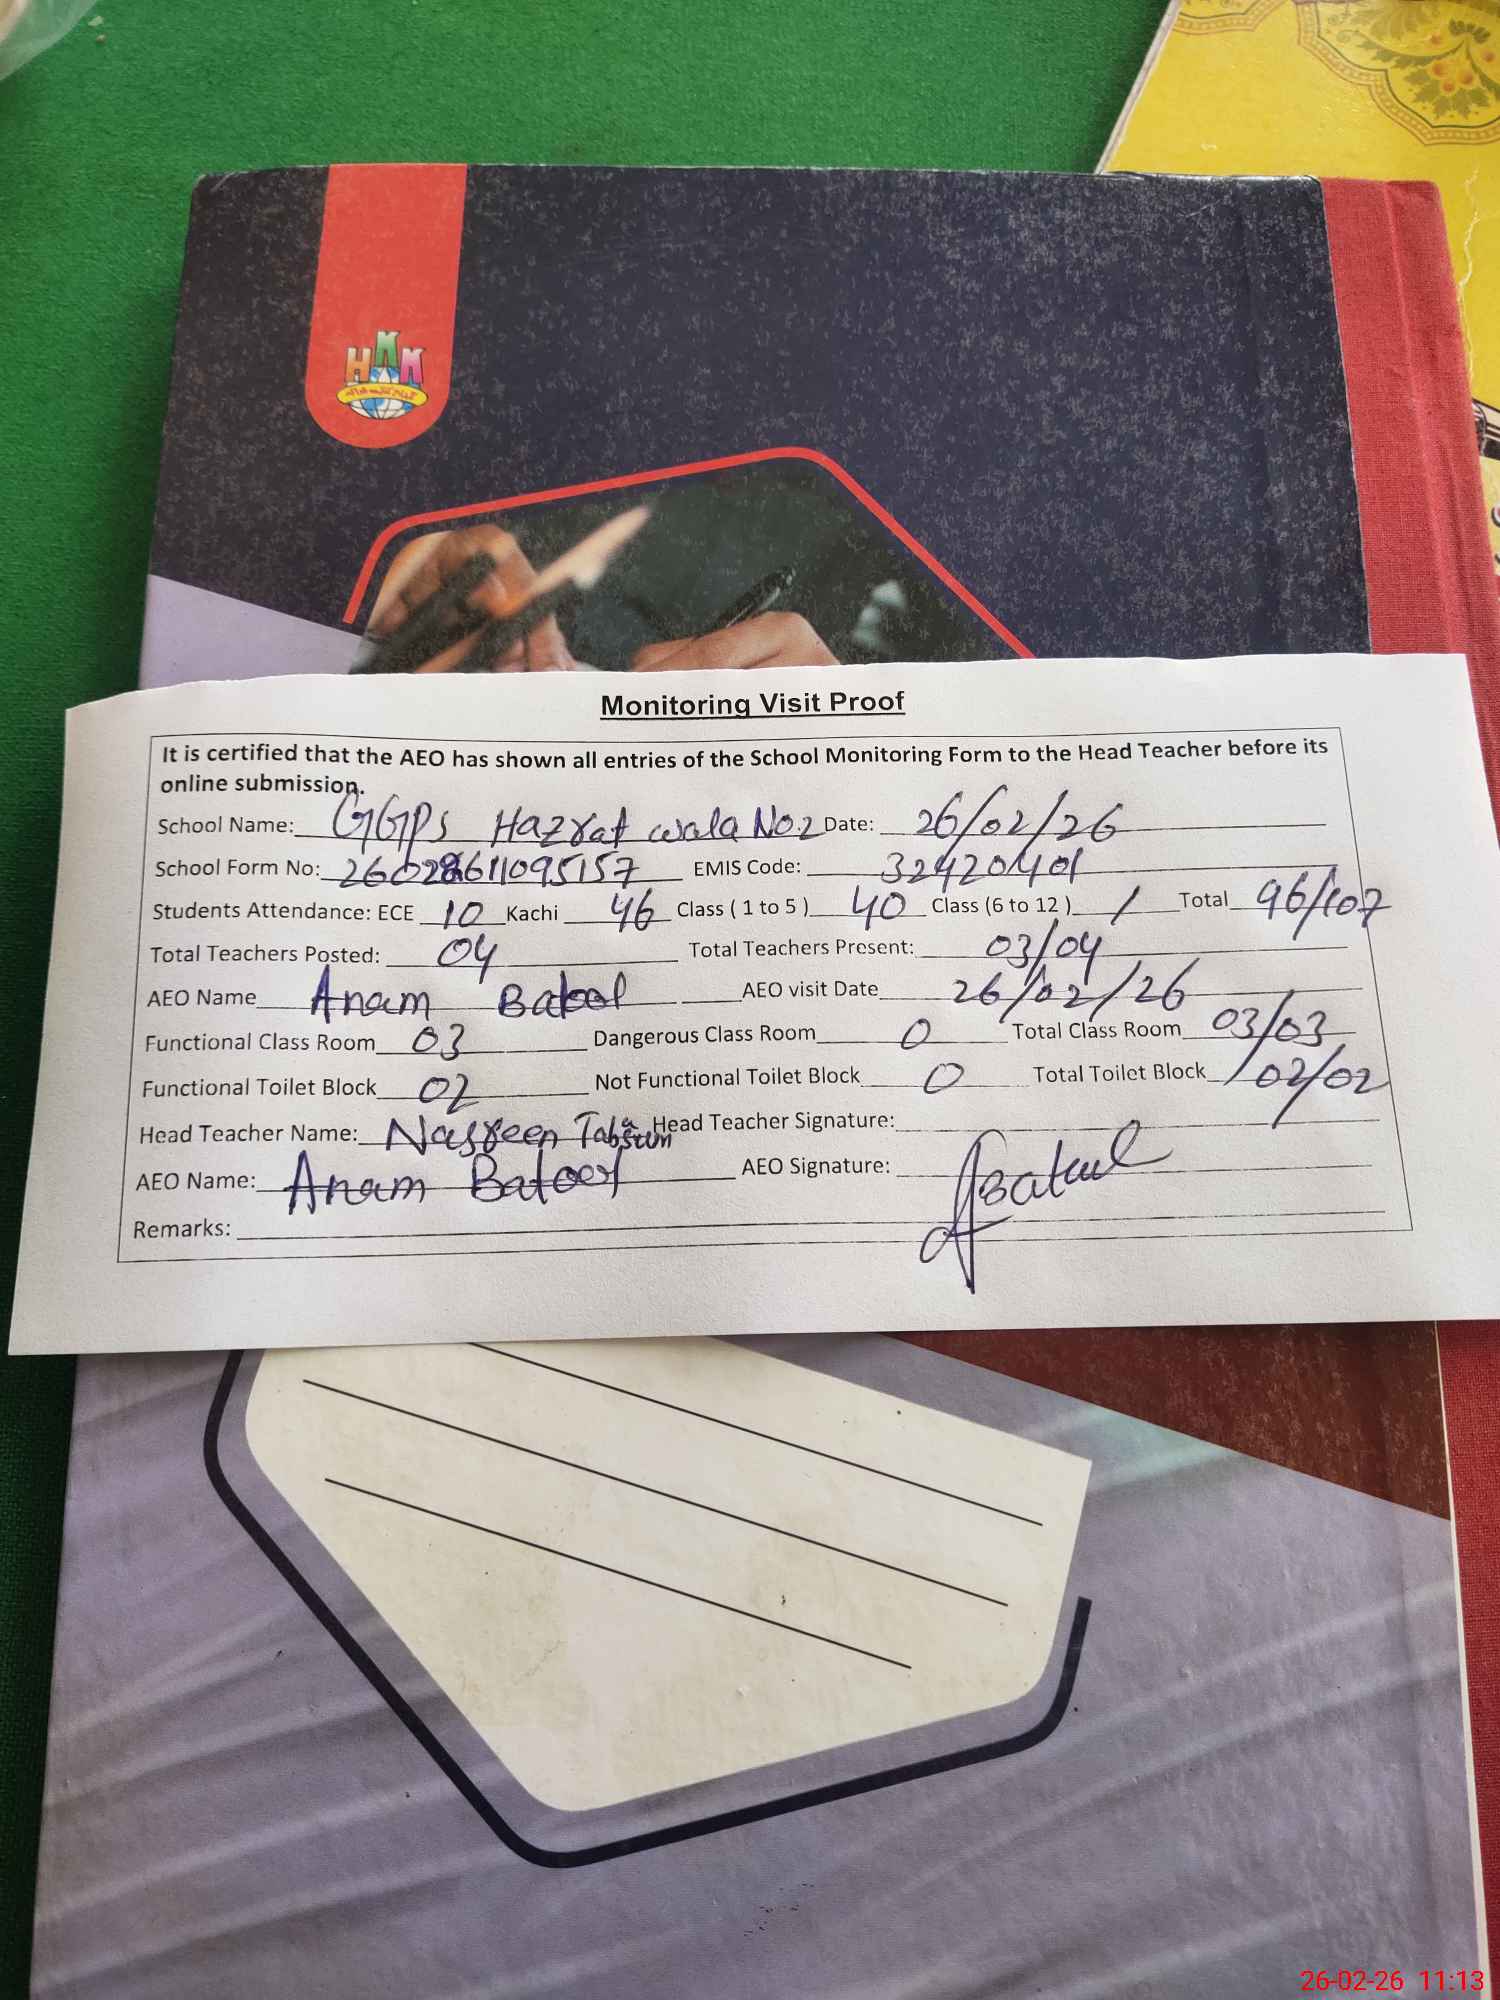 HKK
Monitoring Visit Proof
It is certified that the AEO has shown all entries of the School Monitoring Form to the Head Teacher before its
online submission.
School Name: GGPS Hazrat wala No.2 Date: 26/02/26
School Form No: 260228611095157 EMIS Code: 32420401
Students Attendance: ECE 10 Kachi 46 Class ( 1 to 5 ) 40 Class (6 to 12 ) / Total 96/107
Total Teachers Posted: 04 Total Teachers Present: 03/04
AEO Name Anam Batool AEO visit Date 26/02/26
Functional Class Room 03 Dangerous Class Room 0 Total Class Room 03/03
Functional Toilet Block 02 Not Functional Toilet Block 0 Total Toilet Block 02/02
Head Teacher Name: Nasreen Tabasum Head Teacher Signature:
AEO Name: Anam Batool AEO Signature: ABatul
Remarks:
26-02-26 11:13